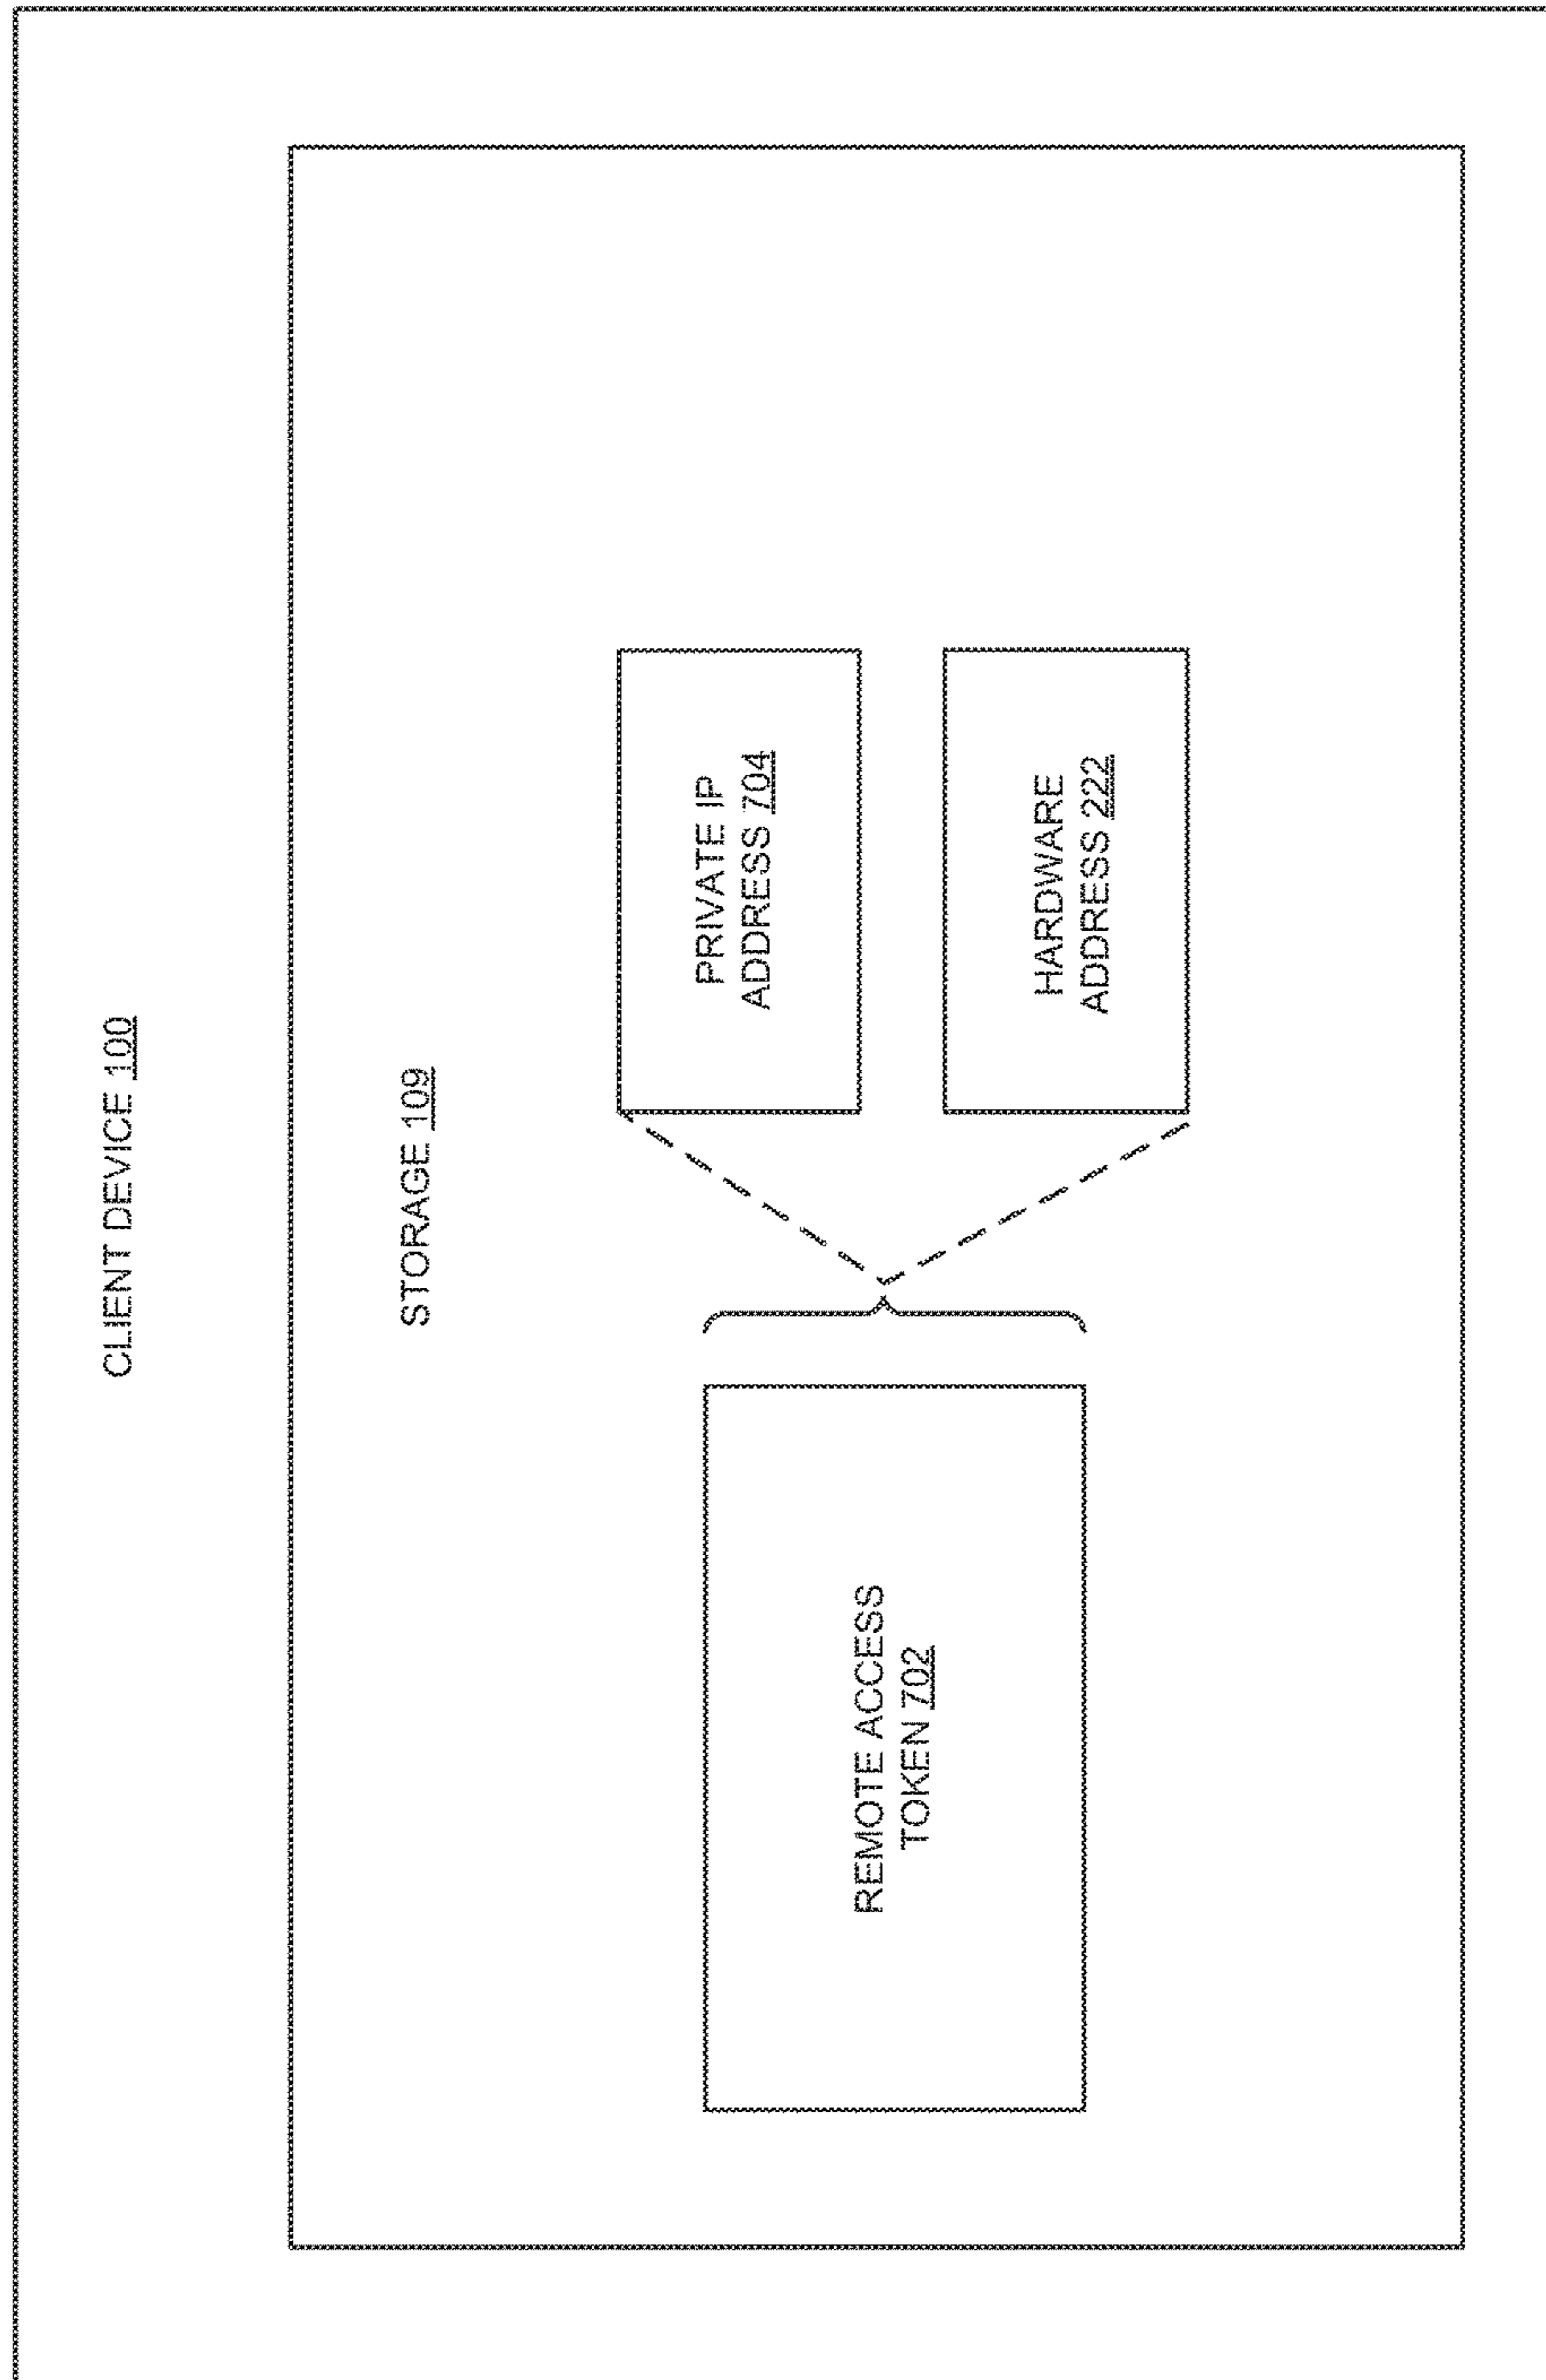 CLIENT DEVICE 100
STORAGE 109
REMOTE ACCESS
TOKEN 702
PRIVATE IP
ADDRESS 704
HARDWARE
ADDRESS 222